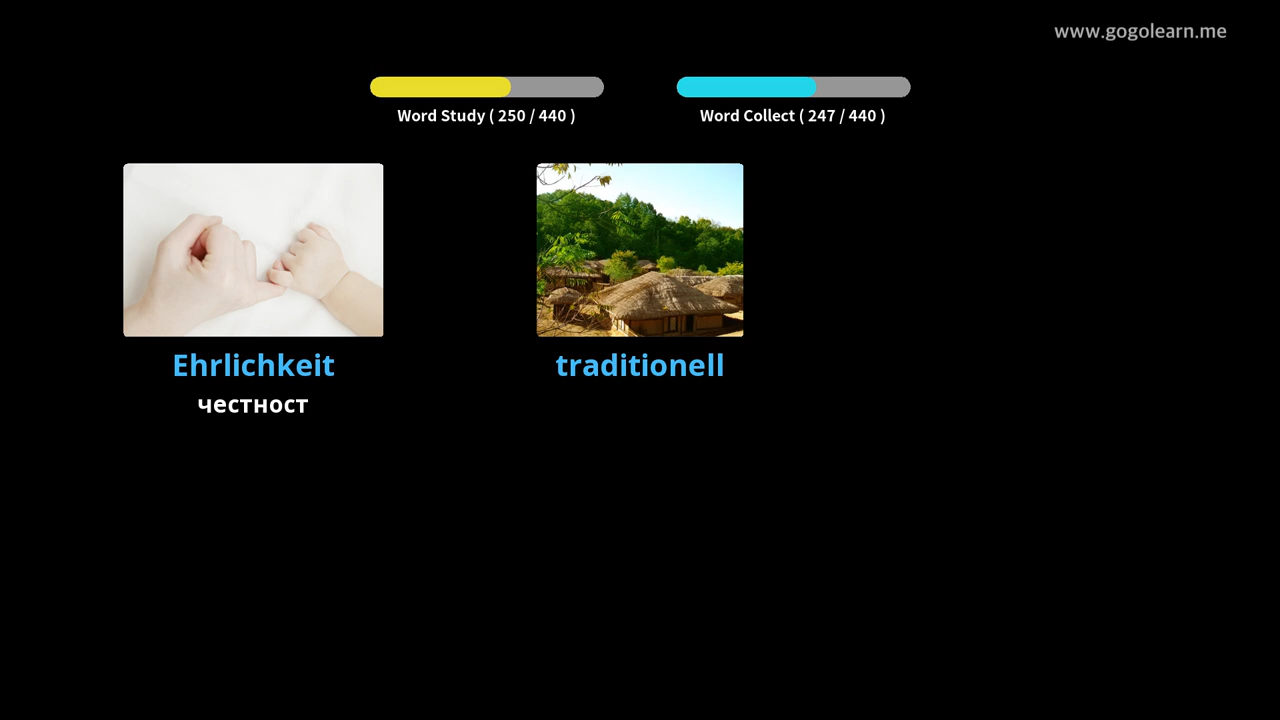 www.gogolearn.me
Word Study ( 250 / 440 )
Word Collect ( 247 / 440 )
Ehrlichkeit
честност
traditionell